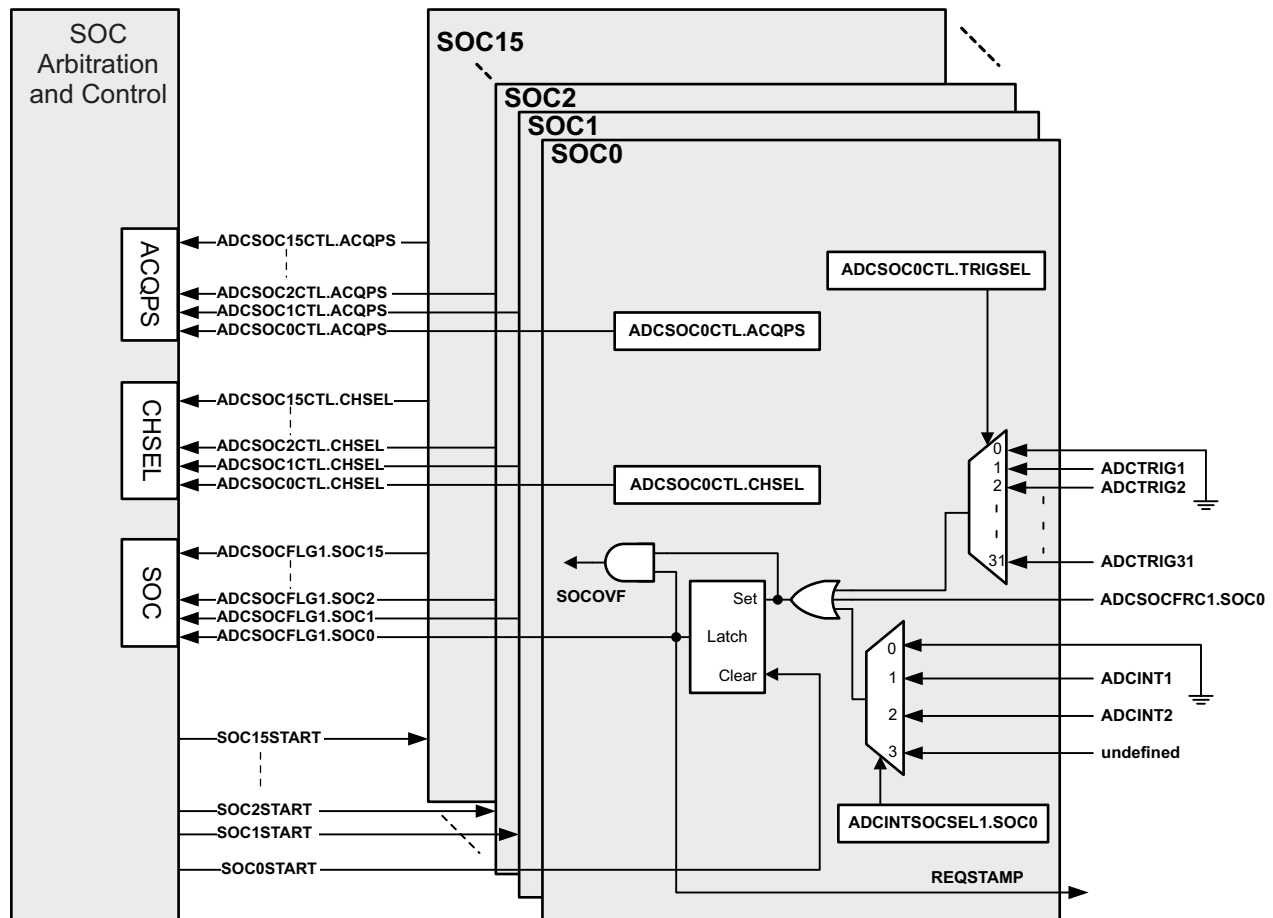 SOC
Arbitration
and Control
SOC15
SOC2
SOC1
SOC0
ACQPS
ADCSOC15CTL.ACQPS
ADCSOC2CTL.ACQPS
ADCSOC1CTL.ACQPS
ADCSOC0CTL.ACQPS
ADCSOC0CTL.ACQPS
ADCSOC0CTL.TRIGSEL
CHSEL
ADCSOC15CTL.CHSEL
ADCSOC2CTL.CHSEL
ADCSOC1CTL.CHSEL
ADCSOC0CTL.CHSEL
ADCSOC0CTL.CHSEL
0
1
2
31
ADCTRIG1
ADCTRIG2
ADCTRIG31
SOC
ADCSOCFLG1.SOC15
ADCSOCFLG1.SOC2
ADCSOCFLG1.SOC1
ADCSOCFLG1.SOC0
SOCOVF
Set
Latch
Clear
ADCSOCFRC1.SOC0
0
1
2
3
ADCINT1
ADCINT2
undefined
ADCINTSOCSEL1.SOC0
SOC15START
SOC2START
SOC1START
SOC0START
REQSTAMP